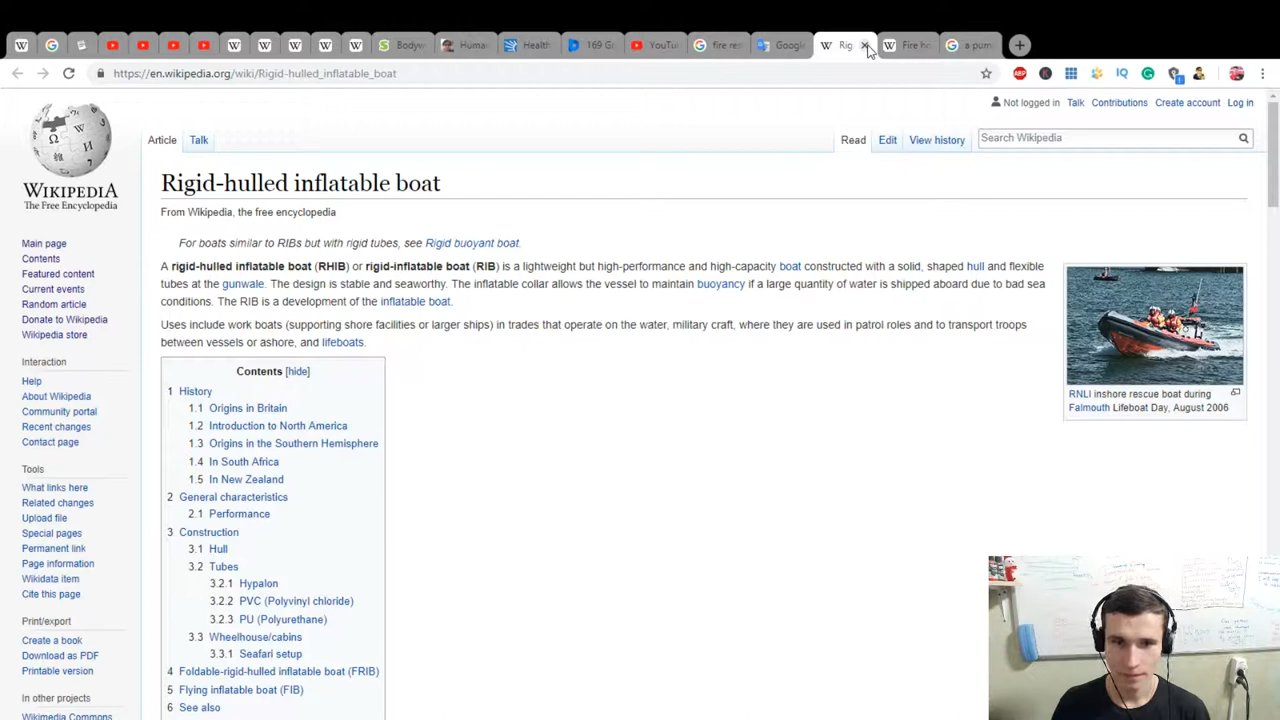 Bodyw
Human
Health
169 Gr
YouTu
fire res
Google
Rig
Fire ho
a pum
https://en.wikipedia.org/wiki/Rigid-hulled_inflatable_boat
Not logged in Talk Contributions Create account Log in
Article Talk Read Edit View history Search Wikipedia
WIKIPEDIA
The Free Encyclopedia
Main page
Contents
Featured content
Current events
Random article
Donate to Wikipedia
Wikipedia store
Interaction
Help
About Wikipedia
Community portal
Recent changes
Contact page
Tools
What links here
Related changes
Upload file
Special pages
Permanent link
Page information
Wikidata item
Cite this page
Print/export
Create a book
Download as PDF
Printable version
In other projects
Wikimedia Commons
Rigid-hulled inflatable boat
From Wikipedia, the free encyclopedia
For boats similar to RIBs but with rigid tubes, see Rigid buoyant boat.
A rigid-hulled inflatable boat (RHIB) or rigid-inflatable boat (RIB) is a lightweight but high-performance and high-capacity boat constructed with a solid, shaped hull and flexible
tubes at the gunwale. The design is stable and seaworthy. The inflatable collar allows the vessel to maintain buoyancy if a large quantity of water is shipped aboard due to bad sea
conditions. The RIB is a development of the inflatable boat.
Uses include work boats (supporting shore facilities or larger ships) in trades that operate on the water, military craft, where they are used in patrol roles and to transport troops
between vessels or ashore, and lifeboats.
RNLI inshore rescue boat during
Falmouth Lifeboat Day, August 2006
Contents [hide]
1 History
1.1 Origins in Britain
1.2 Introduction to North America
1.3 Origins in the Southern Hemisphere
1.4 In South Africa
1.5 In New Zealand
2 General characteristics
2.1 Performance
3 Construction
3.1 Hull
3.2 Tubes
3.2.1 Hypalon
3.2.2 PVC (Polyvinyl chloride)
3.2.3 PU (Polyurethane)
3.3 Wheelhouse/cabins
3.3.1 Seafari setup
4 Foldable-rigid-hulled inflatable boat (FRIB)
5 Flying inflatable boat (FIB)
6 See also